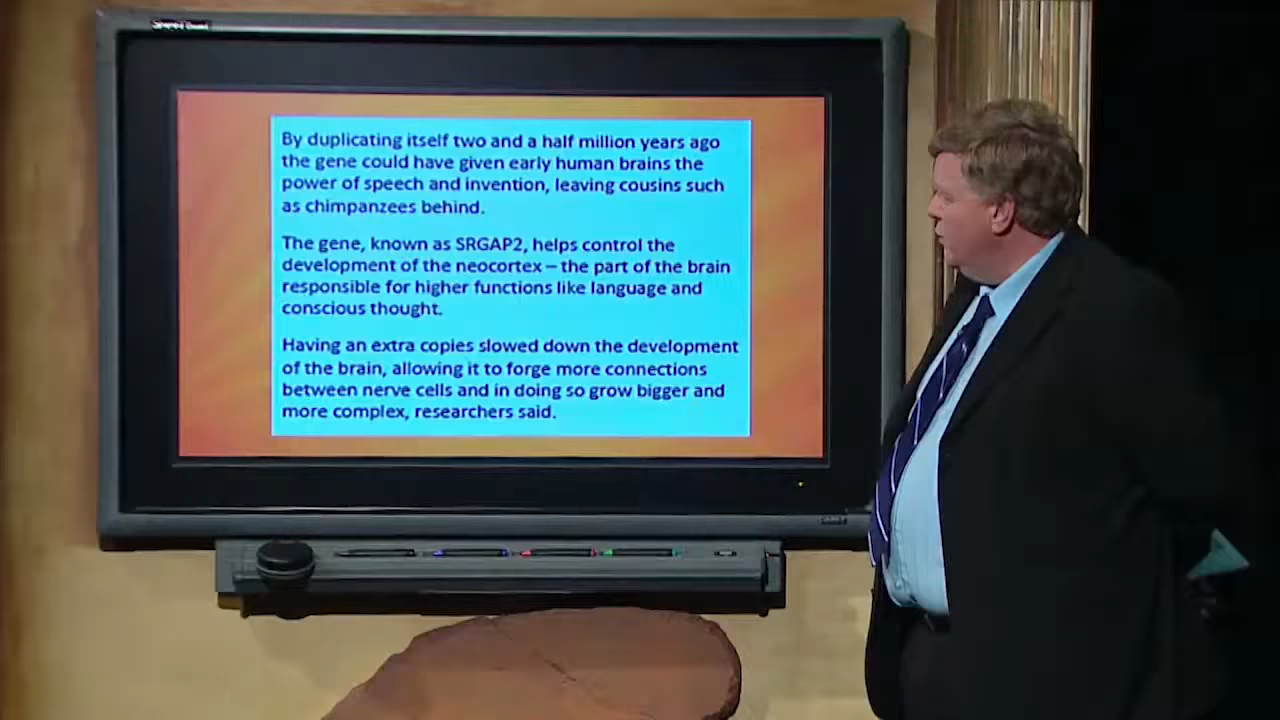 By duplicating itself two and a half million years ago
the gene could have given early human brains the
power of speech and invention, leaving cousins such
as chimpanzees behind.
The gene, known as SRGAP2, helps control the
development of the neocortex – the part of the brain
responsible for higher functions like language and
conscious thought.
Having an extra copies slowed down the development
of the brain, allowing it to forge more connections
between nerve cells and in doing so grow bigger and
more complex, researchers said.